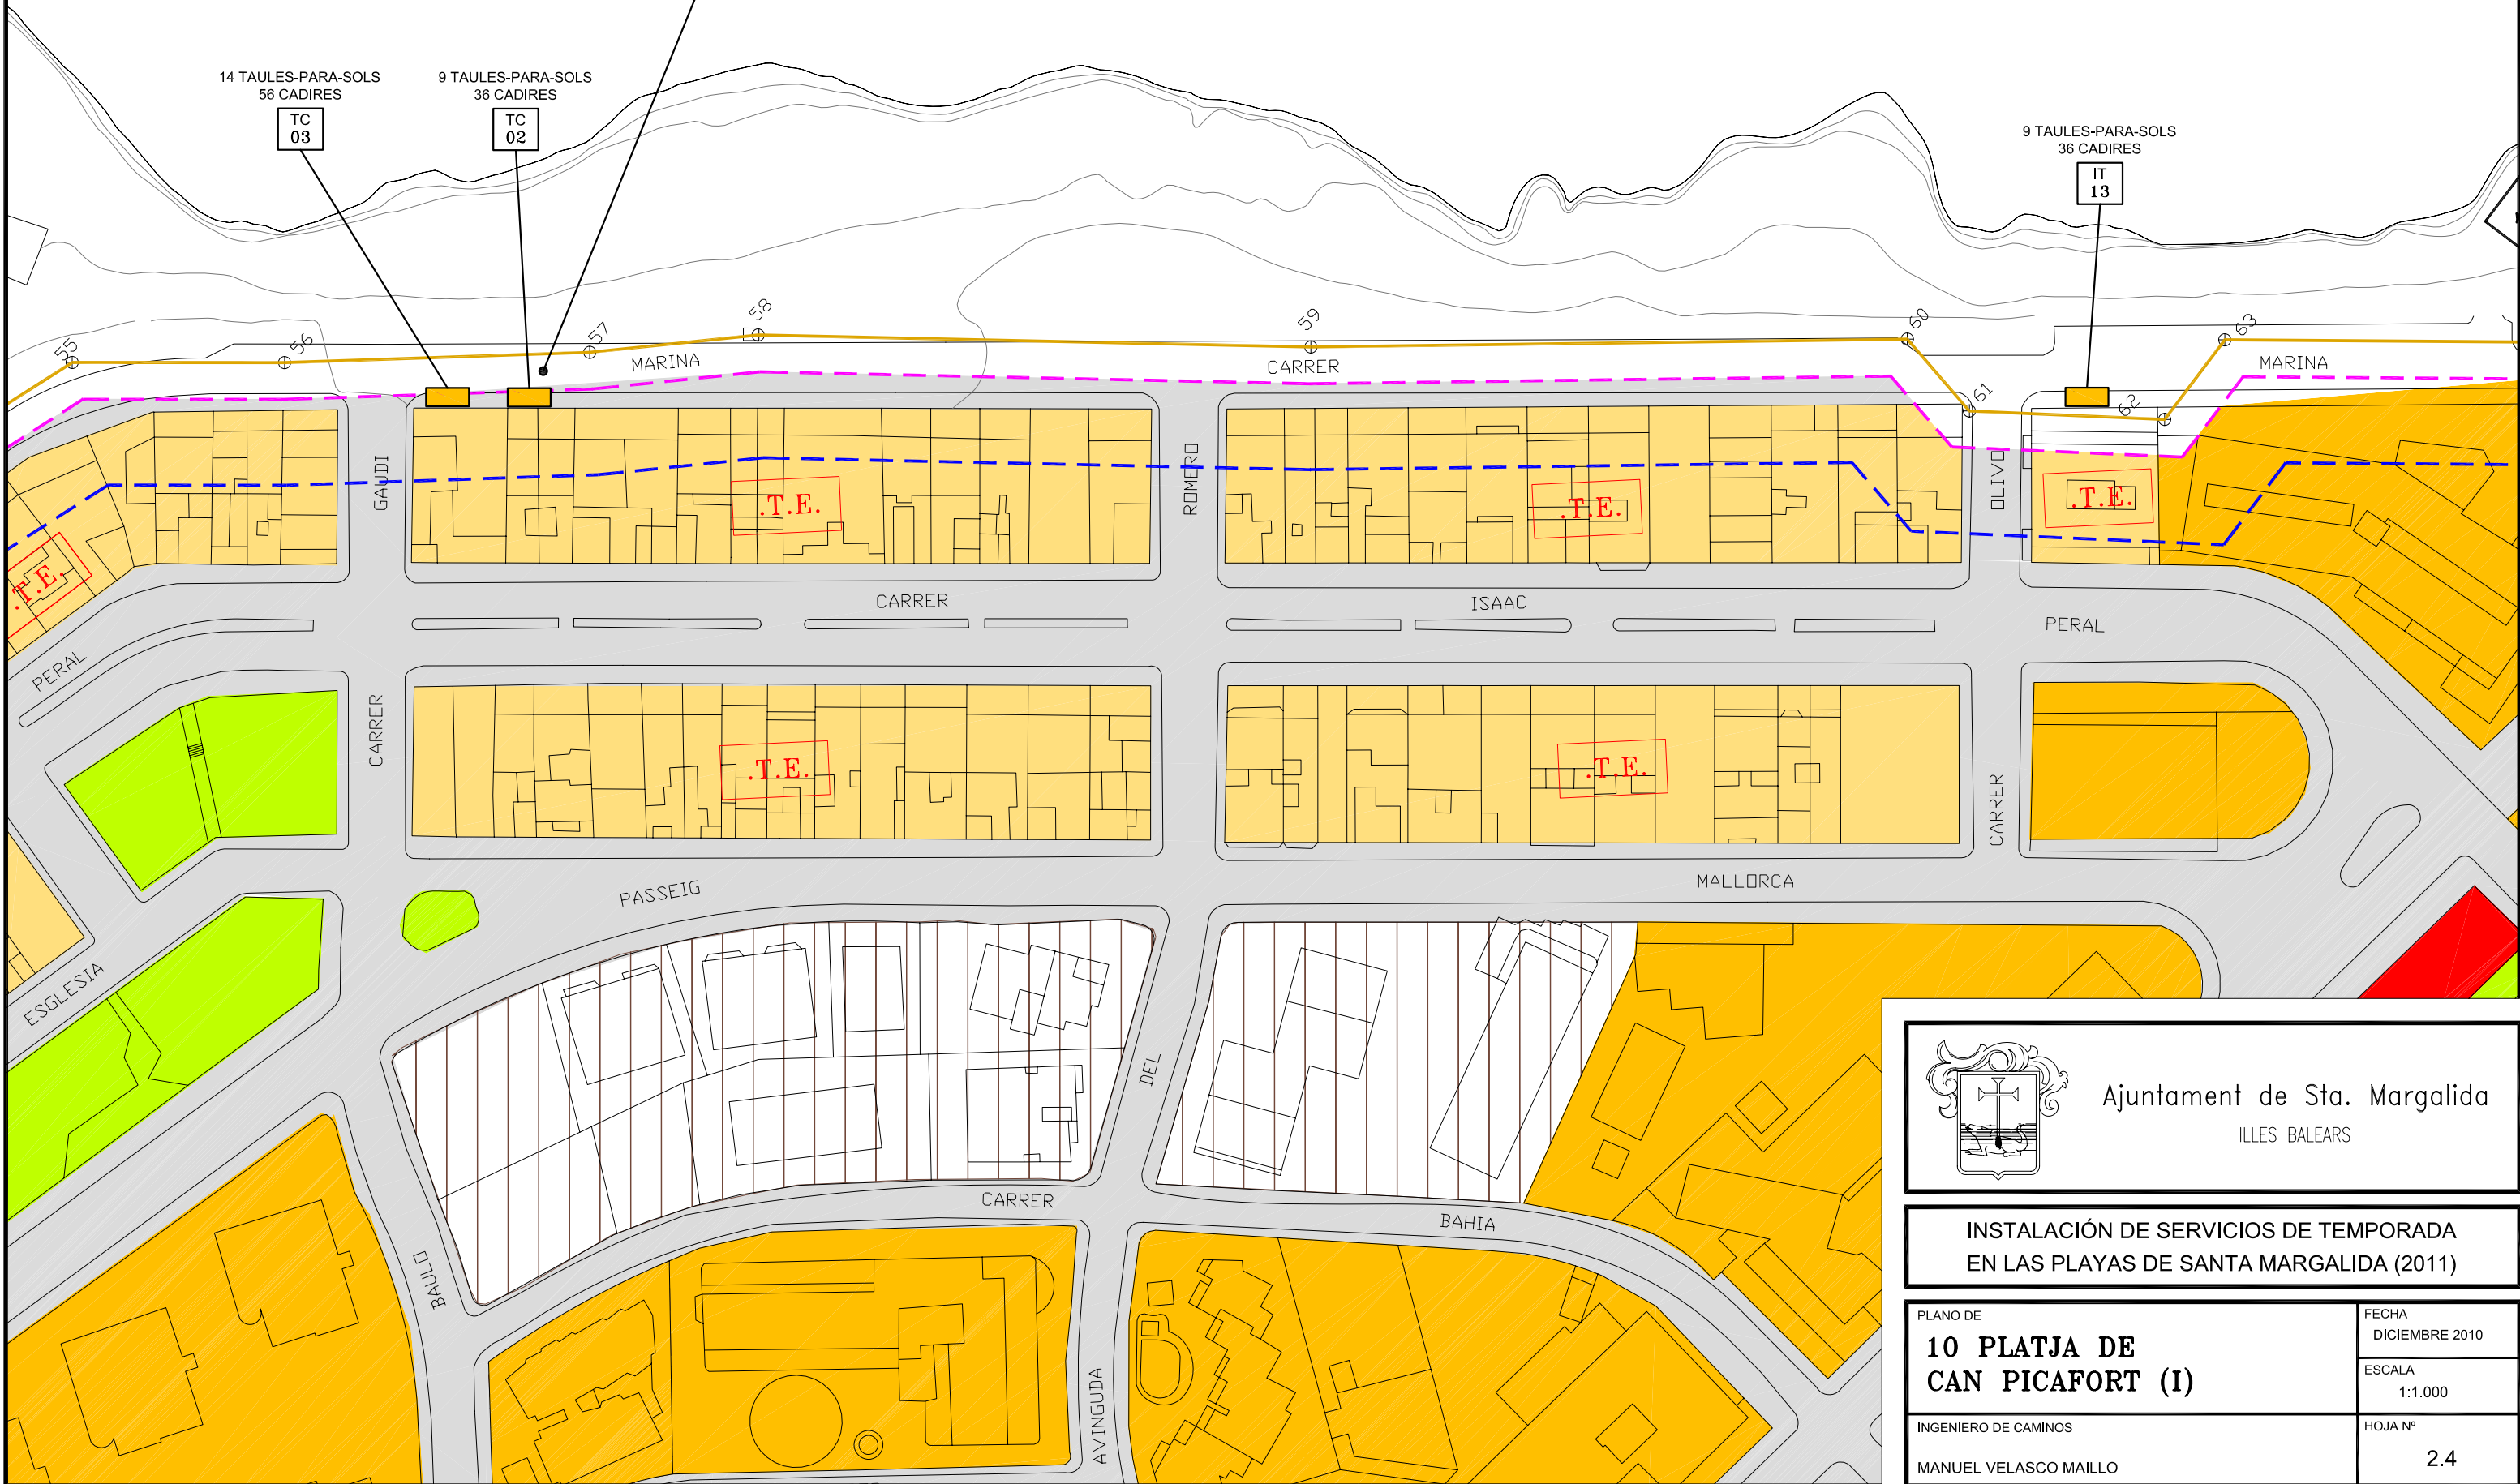 14 TAULES-PARA-SOLS
56 CADIRES
TC
03
9 TAULES-PARA-SOLS
36 CADIRES
TC
02
9 TAULES-PARA-SOLS
36 CADIRES
IT
13
55
56
57
58
59
60
61
62
63
MARINA
CARRER
MARINA
GAUDI
ROMERO
OLIVO
.T.E.
.T.E.
.T.E.
.T.E.
CARRER
ISAAC
PERAL
PERAL
CARRER
.T.E.
.T.E.
CARRER
PASSEIG
MALLORCA
ESGLESIA
DEL
CARRER
BAHIA
BAULO
AVINGUDA
Ajuntament de Sta. Margalida
ILLES BALEARS
INSTALACIÓN DE SERVICIOS DE TEMPORADA
EN LAS PLAYAS DE SANTA MARGALIDA (2011)
PLANO DE
10 PLATJA DE
CAN PICAFORT (I)
FECHA
DICIEMBRE 2010
ESCALA
1:1.000
INGENIERO DE CAMINOS
MANUEL VELASCO MAILLO
HOJA Nº
2.4